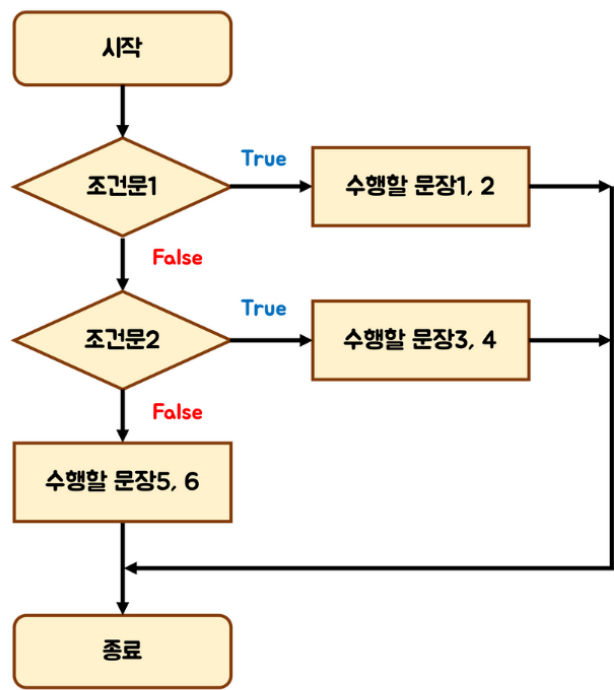 시작
조건문1
True
수행할 문장1, 2
False
조건문2
True
수행할 문장3, 4
False
수행할 문장5, 6
종료